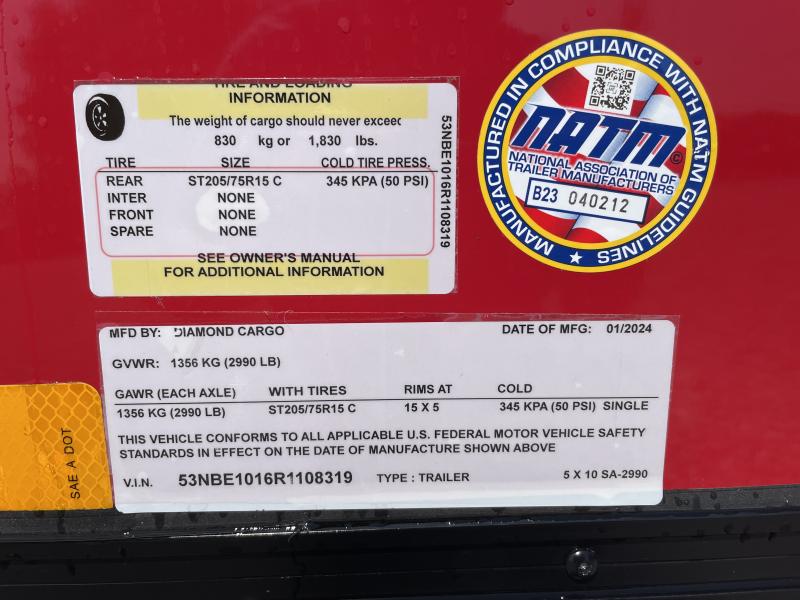 TIRE AND LOADING
INFORMATION
The weight of cargo should never exceed
830 kg or 1,830 lbs.
TIRE SIZE COLD TIRE PRESS.
REAR ST205/75R15 C 345 KPA (50 PSI)
INTER NONE
FRONT NONE
SPARE NONE
SEE OWNER'S MANUAL
FOR ADDITIONAL INFORMATION
53NBE1016R1108319
MANUFACTURED IN COMPLIANCE WITH NATM GUIDELINES
NATM
©
NATIONAL ASSOCIATION OF
TRAILER MANUFACTURERS
B23 040212
MFD BY: DIAMOND CARGO DATE OF MFG: 01/2024
GVWR: 1356 KG (2990 LB)
GAWR (EACH AXLE) WITH TIRES RIMS AT COLD
1356 KG (2990 LB) ST205/75R15 C 15 X 5 345 KPA (50 PSI) SINGLE
THIS VEHICLE CONFORMS TO ALL APPLICABLE U.S. FEDERAL MOTOR VEHICLE SAFETY
STANDARDS IN EFFECT ON THE DATE OF MANUFACTURE SHOWN ABOVE
V.I.N. 53NBE1016R1108319 TYPE : TRAILER 5 X 10 SA-2990
SAE A DOT